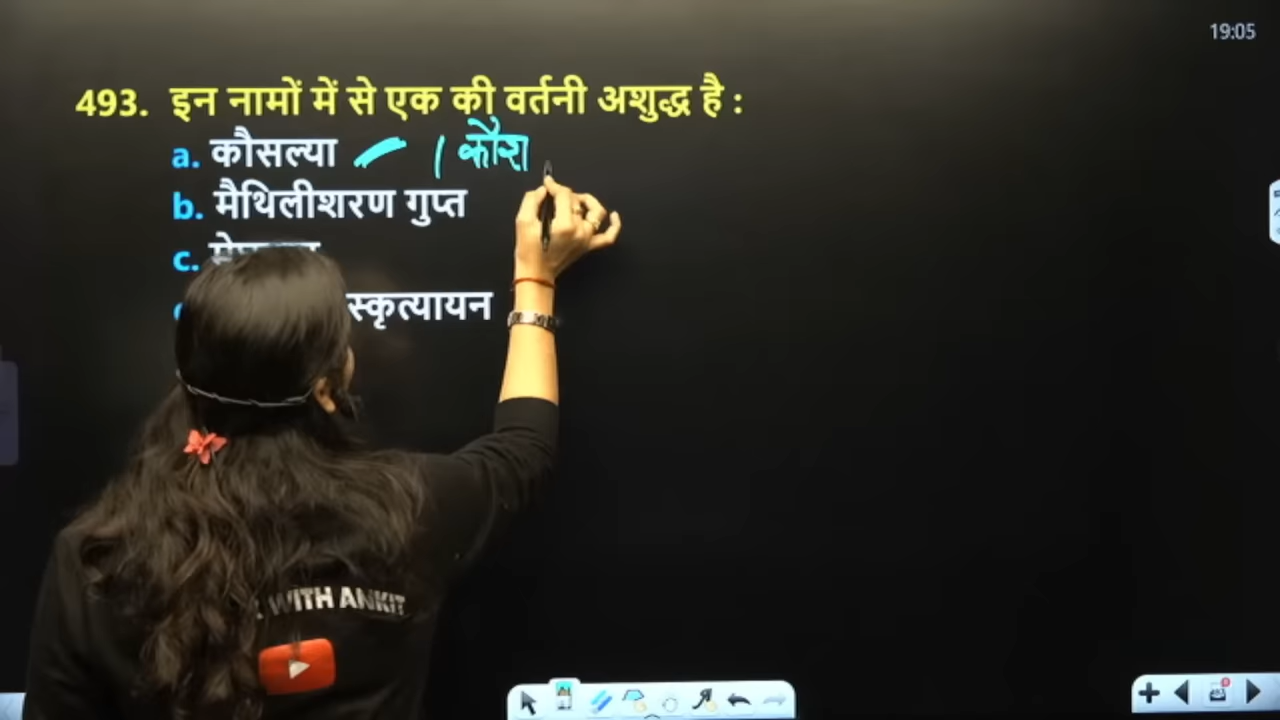 19:05
493. इन नामों में से एक की वर्तनी अशुद्ध है :
a. कौसल्या / कौश
b. मैथिलीशरण गुप्त
c.
स्कृत्यायन
WITH ANKIT